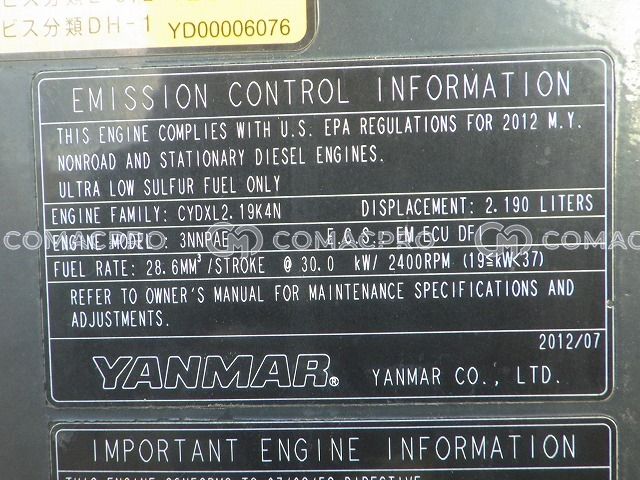 ビス分類DH-1 YD00006076
EMISSION CONTROL INFORMATION
THIS ENGINE COMPLIES WITH U.S. EPA REGULATIONS FOR 2012 M.Y.
NONROAD AND STATIONARY DIESEL ENGINES.
ULTRA LOW SULFUR FUEL ONLY
ENGINE FAMILY: CYDXL2.19K4N DISPLACEMENT: 2.190 LITERS
ENGINE MODEL: 3NNPAE E.C.S.: EM ECU DFI
COMACPRO COMACPRO COMACPRO
FUEL RATE: 28.6MM³/STROKE @ 30.0 kW/ 2400RPM (19≦kW<37)
REFER TO OWNER'S MANUAL FOR MAINTENANCE SPECIFICATIONS AND
ADJUSTMENTS.
2012/07
YANMAR® YANMAR CO., LTD.
IMPORTANT ENGINE INFORMATION